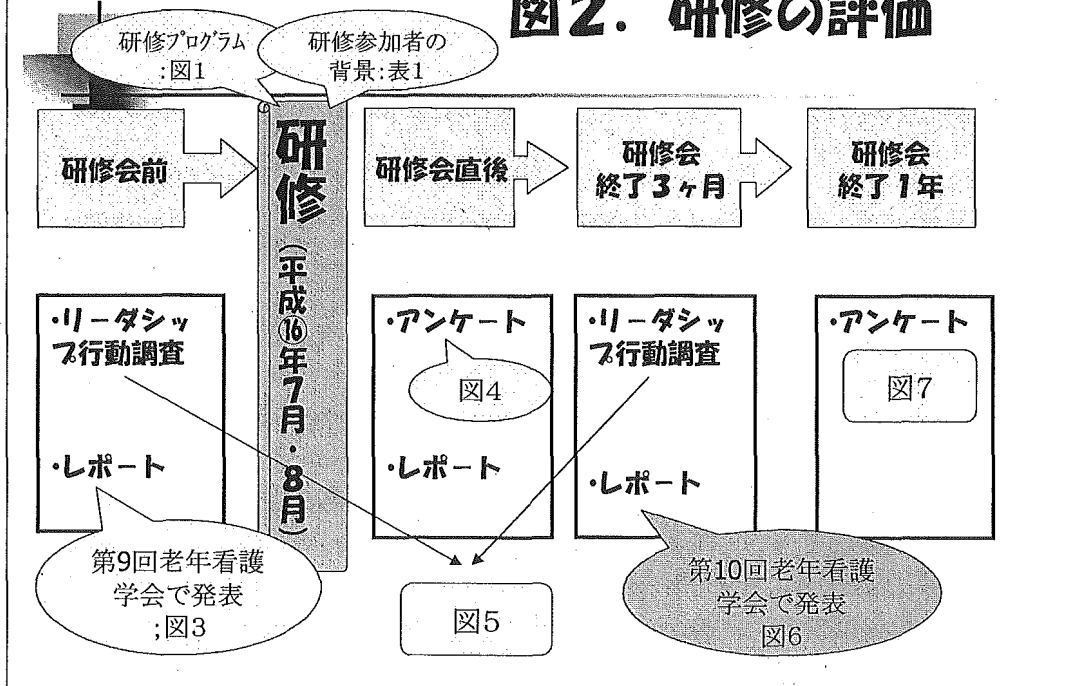 図2. 研修の評価
研修プログラム
:図1
研修参加者の
背景:表1
研修会前
研修(平成⑯年7月・8月)
研修会直後
研修会
終了3ヶ月
研修会
終了1年
・リーダシッ
プ行動調査
・レポート
・アンケート
図4
・レポート
・リーダシッ
プ行動調査
・レポート
・アンケート
図7
第9回老年看護
学会で発表
;図3
図5
第10回老年看護
学会で発表
図6